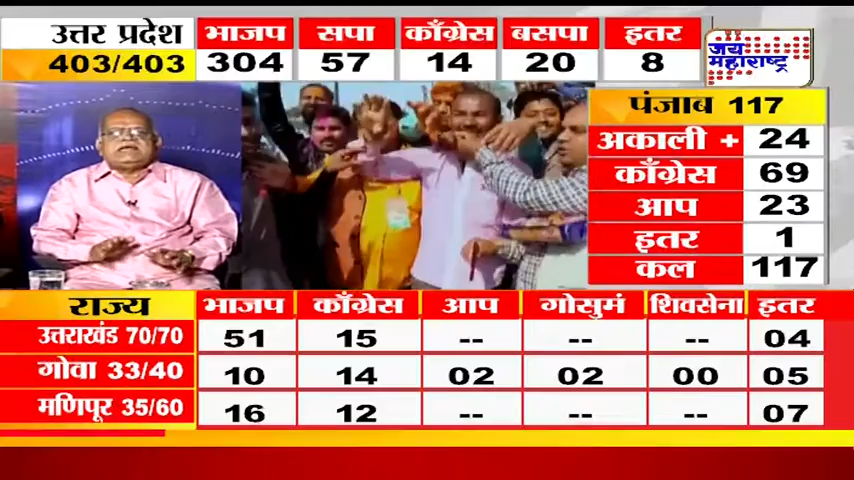 उत्तर प्रदेश भाजप सपा काँग्रेस बसपा इतर
403/403 304 57 14 20 8
जय महाराष्ट्र
पंजाब 117
अकाली + 24
काँग्रेस 69
आप 23
इतर 1
कल 117
राज्य भाजप काँग्रेस आप गोसुमं शिवसेना इतर
उत्तराखंड 70/70 51 15 -- -- -- 04
गोवा 33/40 10 14 02 02 00 05
मणिपूर 35/60 16 12 -- -- -- 07